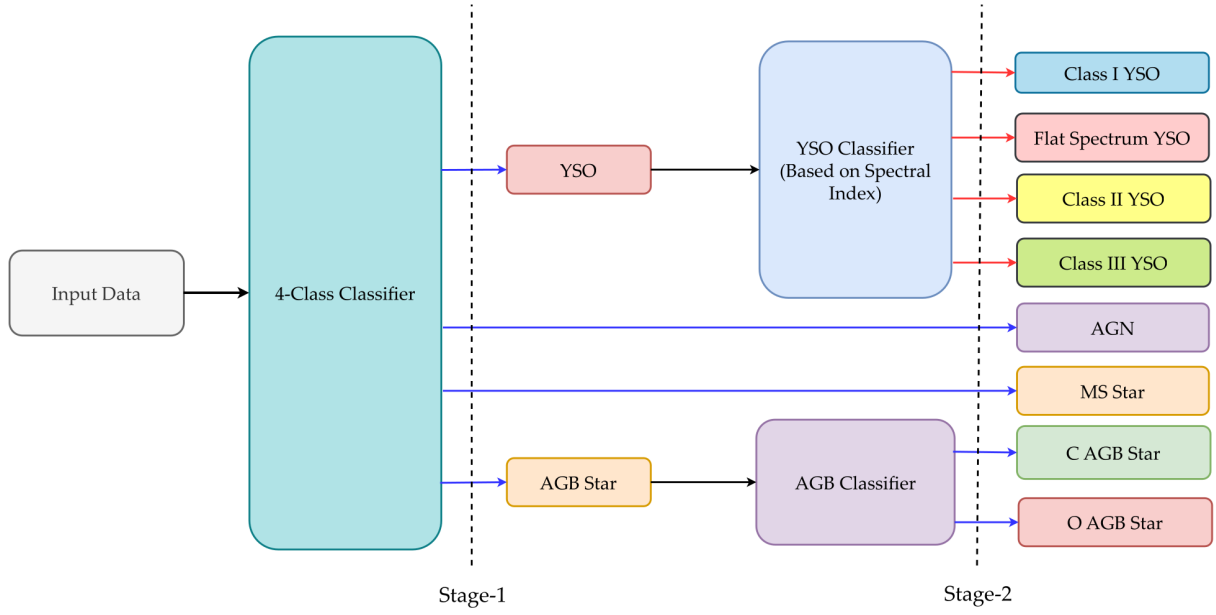 Input Data
4-Class Classifier
YSO
AGB Star
YSO Classifier
(Based on Spectral
Index)
AGB Classifier
Class I YSO
Flat Spectrum YSO
Class II YSO
Class III YSO
AGN
MS Star
C AGB Star
O AGB Star
Stage-1
Stage-2